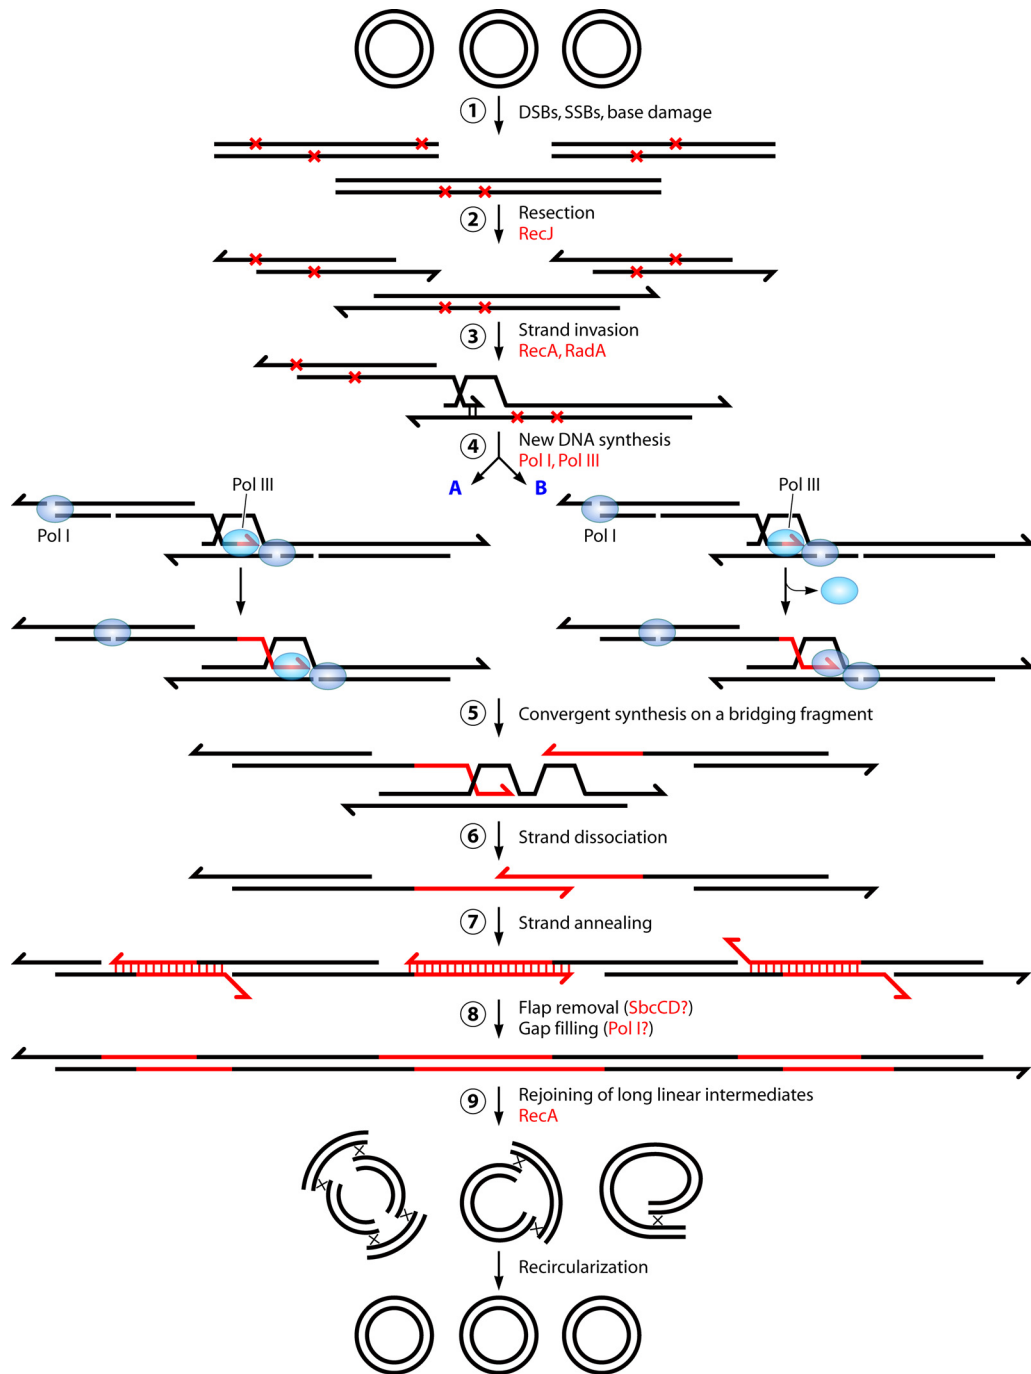 1 DSBs, SSBs, base damage
2 Resection
RecJ
3 Strand invasion
RecA, RadA
4 New DNA synthesis
Pol I, Pol III
A B
Pol III
Pol I
Pol III
Pol I
5 Convergent synthesis on a bridging fragment
6 Strand dissociation
7 Strand annealing
8 Flap removal (SbcCD?)
Gap filling (Pol I?)
9 Rejoining of long linear intermediates
RecA
Recircularization